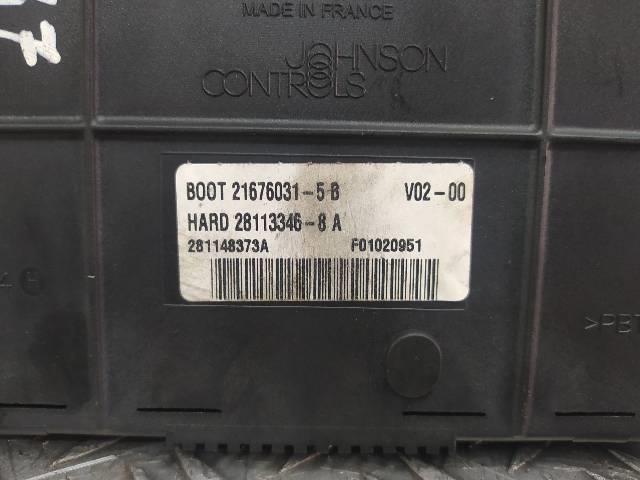 MADE IN FRANCE
JOHNSON
CONTROLS
BOOT 21676031-5 B V02-00
HARD 28113346-8 A
281148373A F01020951
>PBT